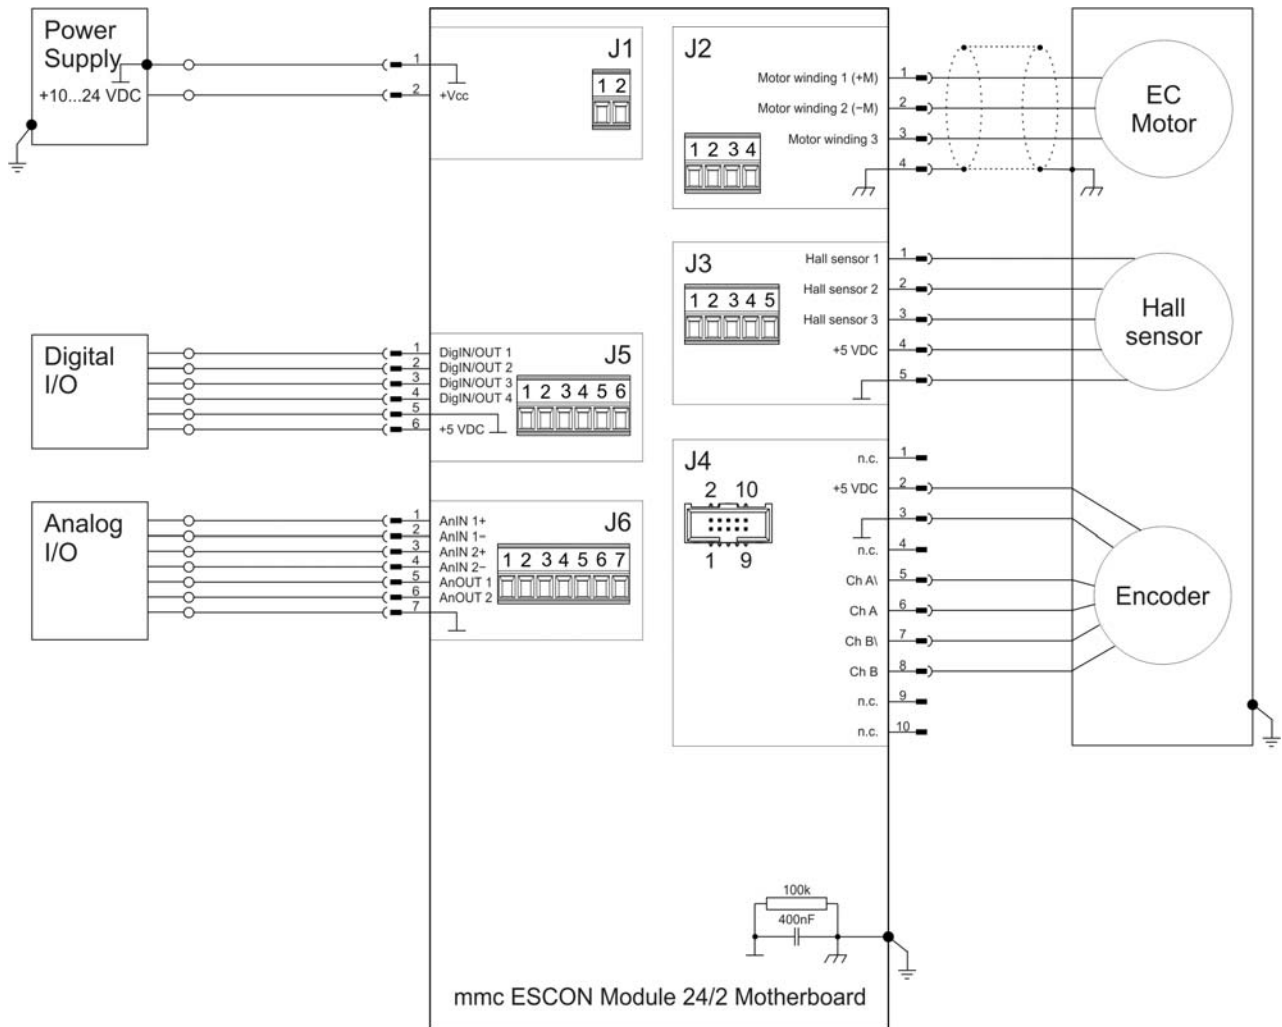 Power
Supply
+10...24 VDC
1
2
+Vcc
J1
1 2
J2
Motor winding 1 (+M)
1
Motor winding 2 (−M)
2
Motor winding 3
3
4
1 2 3 4
EC
Motor
J3
Hall sensor 1
1
Hall sensor 2
2
Hall sensor 3
3
+5 VDC
4
5
1 2 3 4 5
Hall
sensor
Digital
I/O
1
DigIN/OUT 1
2
DigIN/OUT 2
3
DigIN/OUT 3
4
DigIN/OUT 4
5
6
+5 VDC
J5
1 2 3 4 5 6
Analog
I/O
1
AnIN 1+
2
AnIN 1−
3
AnIN 2+
4
AnIN 2−
5
AnOUT 1
6
AnOUT 2
7
J6
1 2 3 4 5 6 7
J4
2 10
1 9
n.c.
1
+5 VDC
2
3
n.c.
4
Ch A\
5
Ch A
6
Ch B\
7
Ch B
8
n.c.
9
n.c.
10
Encoder
100k
400nF
mmc ESCON Module 24/2 Motherboard